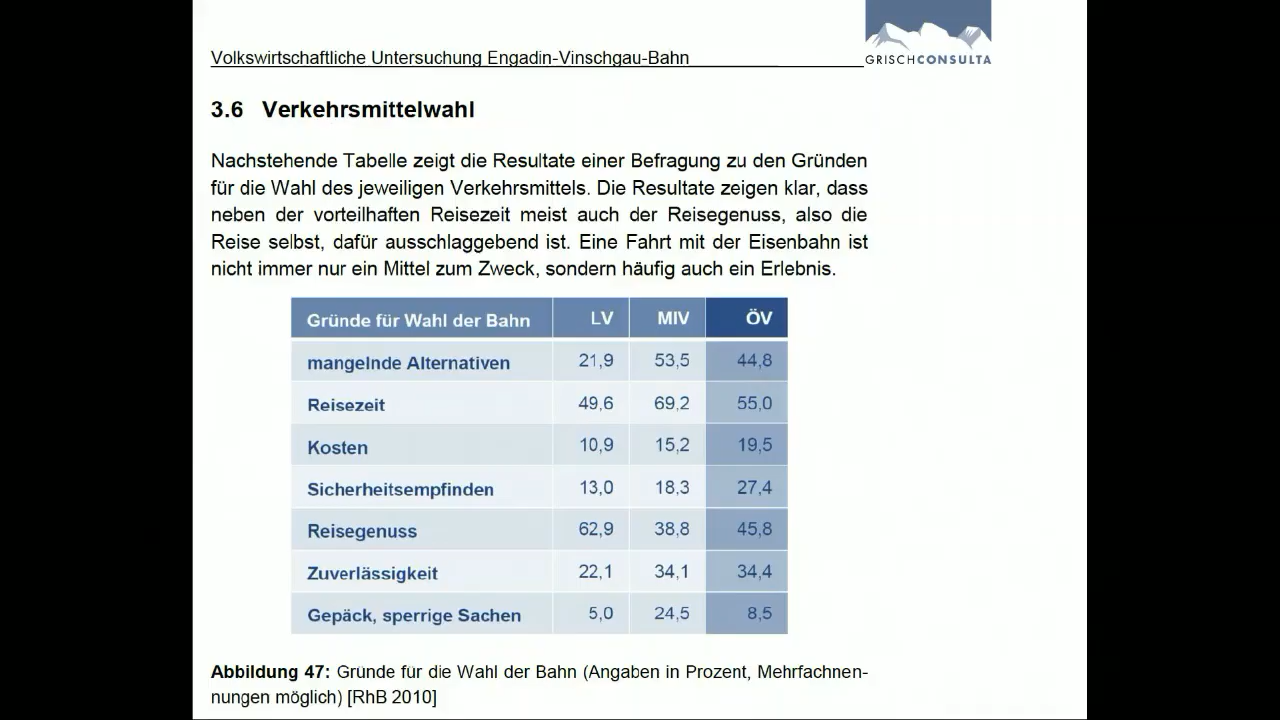 Volkswirtschaftliche Untersuchung Engadin-Vinschgau-Bahn
GRISCHCONSULTA
3.6 Verkehrsmittelwahl
Nachstehende Tabelle zeigt die Resultate einer Befragung zu den Gründen
für die Wahl des jeweiligen Verkehrsmittels. Die Resultate zeigen klar, dass
neben der vorteilhaften Reisezeit meist auch der Reisegenuss, also die
Reise selbst, dafür ausschlaggebend ist. Eine Fahrt mit der Eisenbahn ist
nicht immer nur ein Mittel zum Zweck, sondern häufig auch ein Erlebnis.
Gründe für Wahl der Bahn LV MIV ÖV
mangelnde Alternativen 21,9 53,5 44,8
Reisezeit 49,6 69,2 55,0
Kosten 10,9 15,2 19,5
Sicherheitsempfinden 13,0 18,3 27,4
Reisegenuss 62,9 38,8 45,8
Zuverlässigkeit 22,1 34,1 34,4
Gepäck, sperrige Sachen 5,0 24,5 8,5
Abbildung 47: Gründe für die Wahl der Bahn (Angaben in Prozent, Mehrfachnen-
nungen möglich) [RhB 2010]